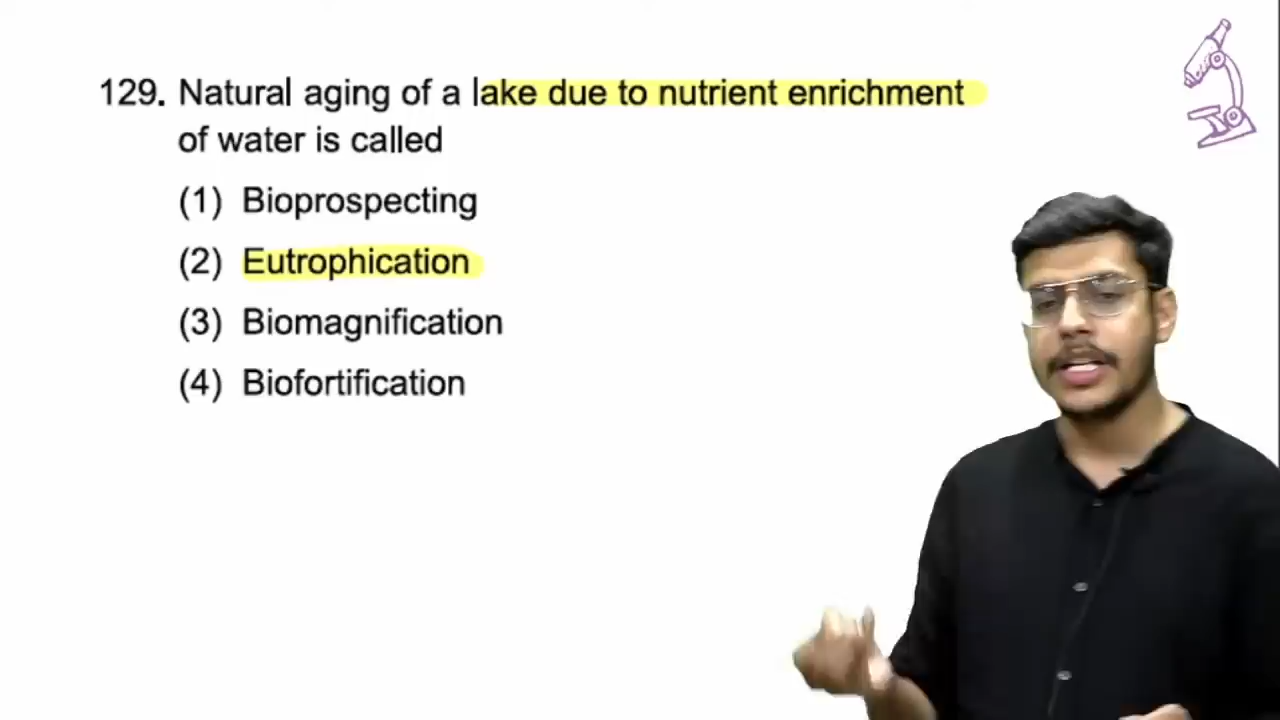 129. Natural aging of a lake due to nutrient enrichment
of water is called
(1) Bioprospecting
(2) Eutrophication
(3) Biomagnification
(4) Biofortification